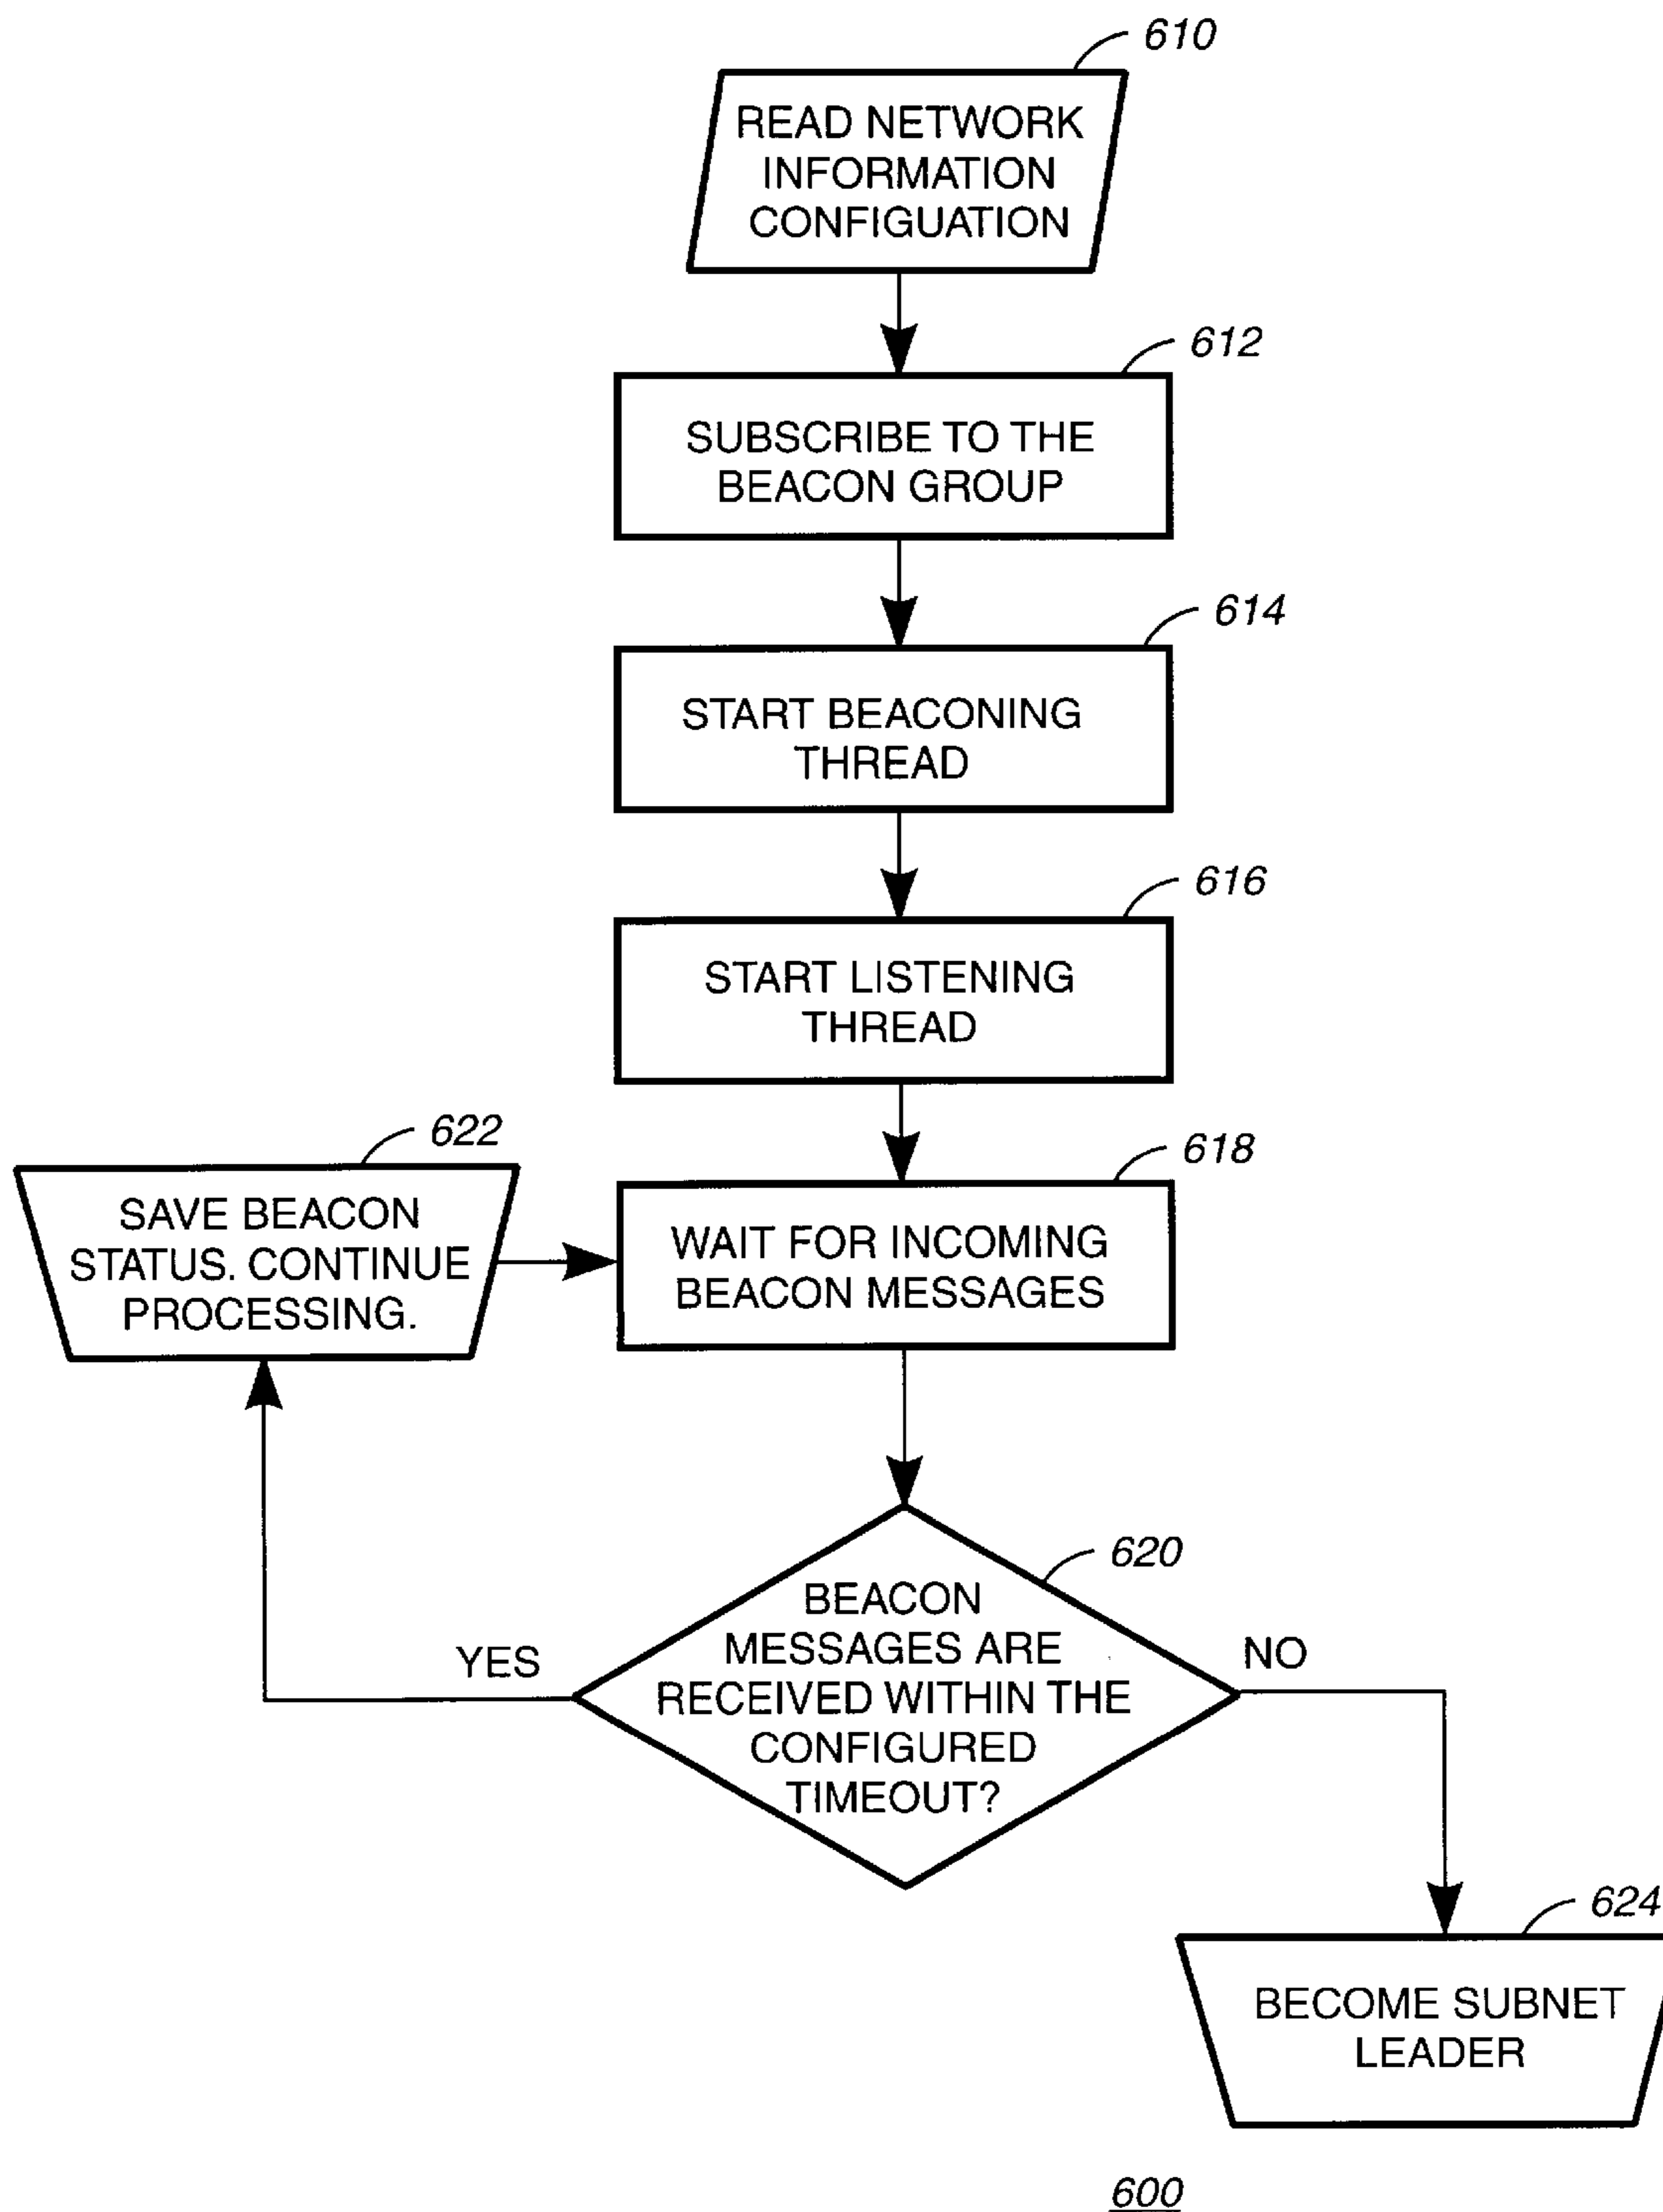 610
READ NETWORK
INFORMATION
CONFIGUATION
612
SUBSCRIBE TO THE
BEACON GROUP
614
START BEACONING
THREAD
616
START LISTENING
THREAD
622
SAVE BEACON
STATUS. CONTINUE
PROCESSING.
618
WAIT FOR INCOMING
BEACON MESSAGES
620
BEACON
MESSAGES ARE
RECEIVED WITHIN THE
CONFIGURED
TIMEOUT?
YES
NO
624
BECOME SUBNET
LEADER
600